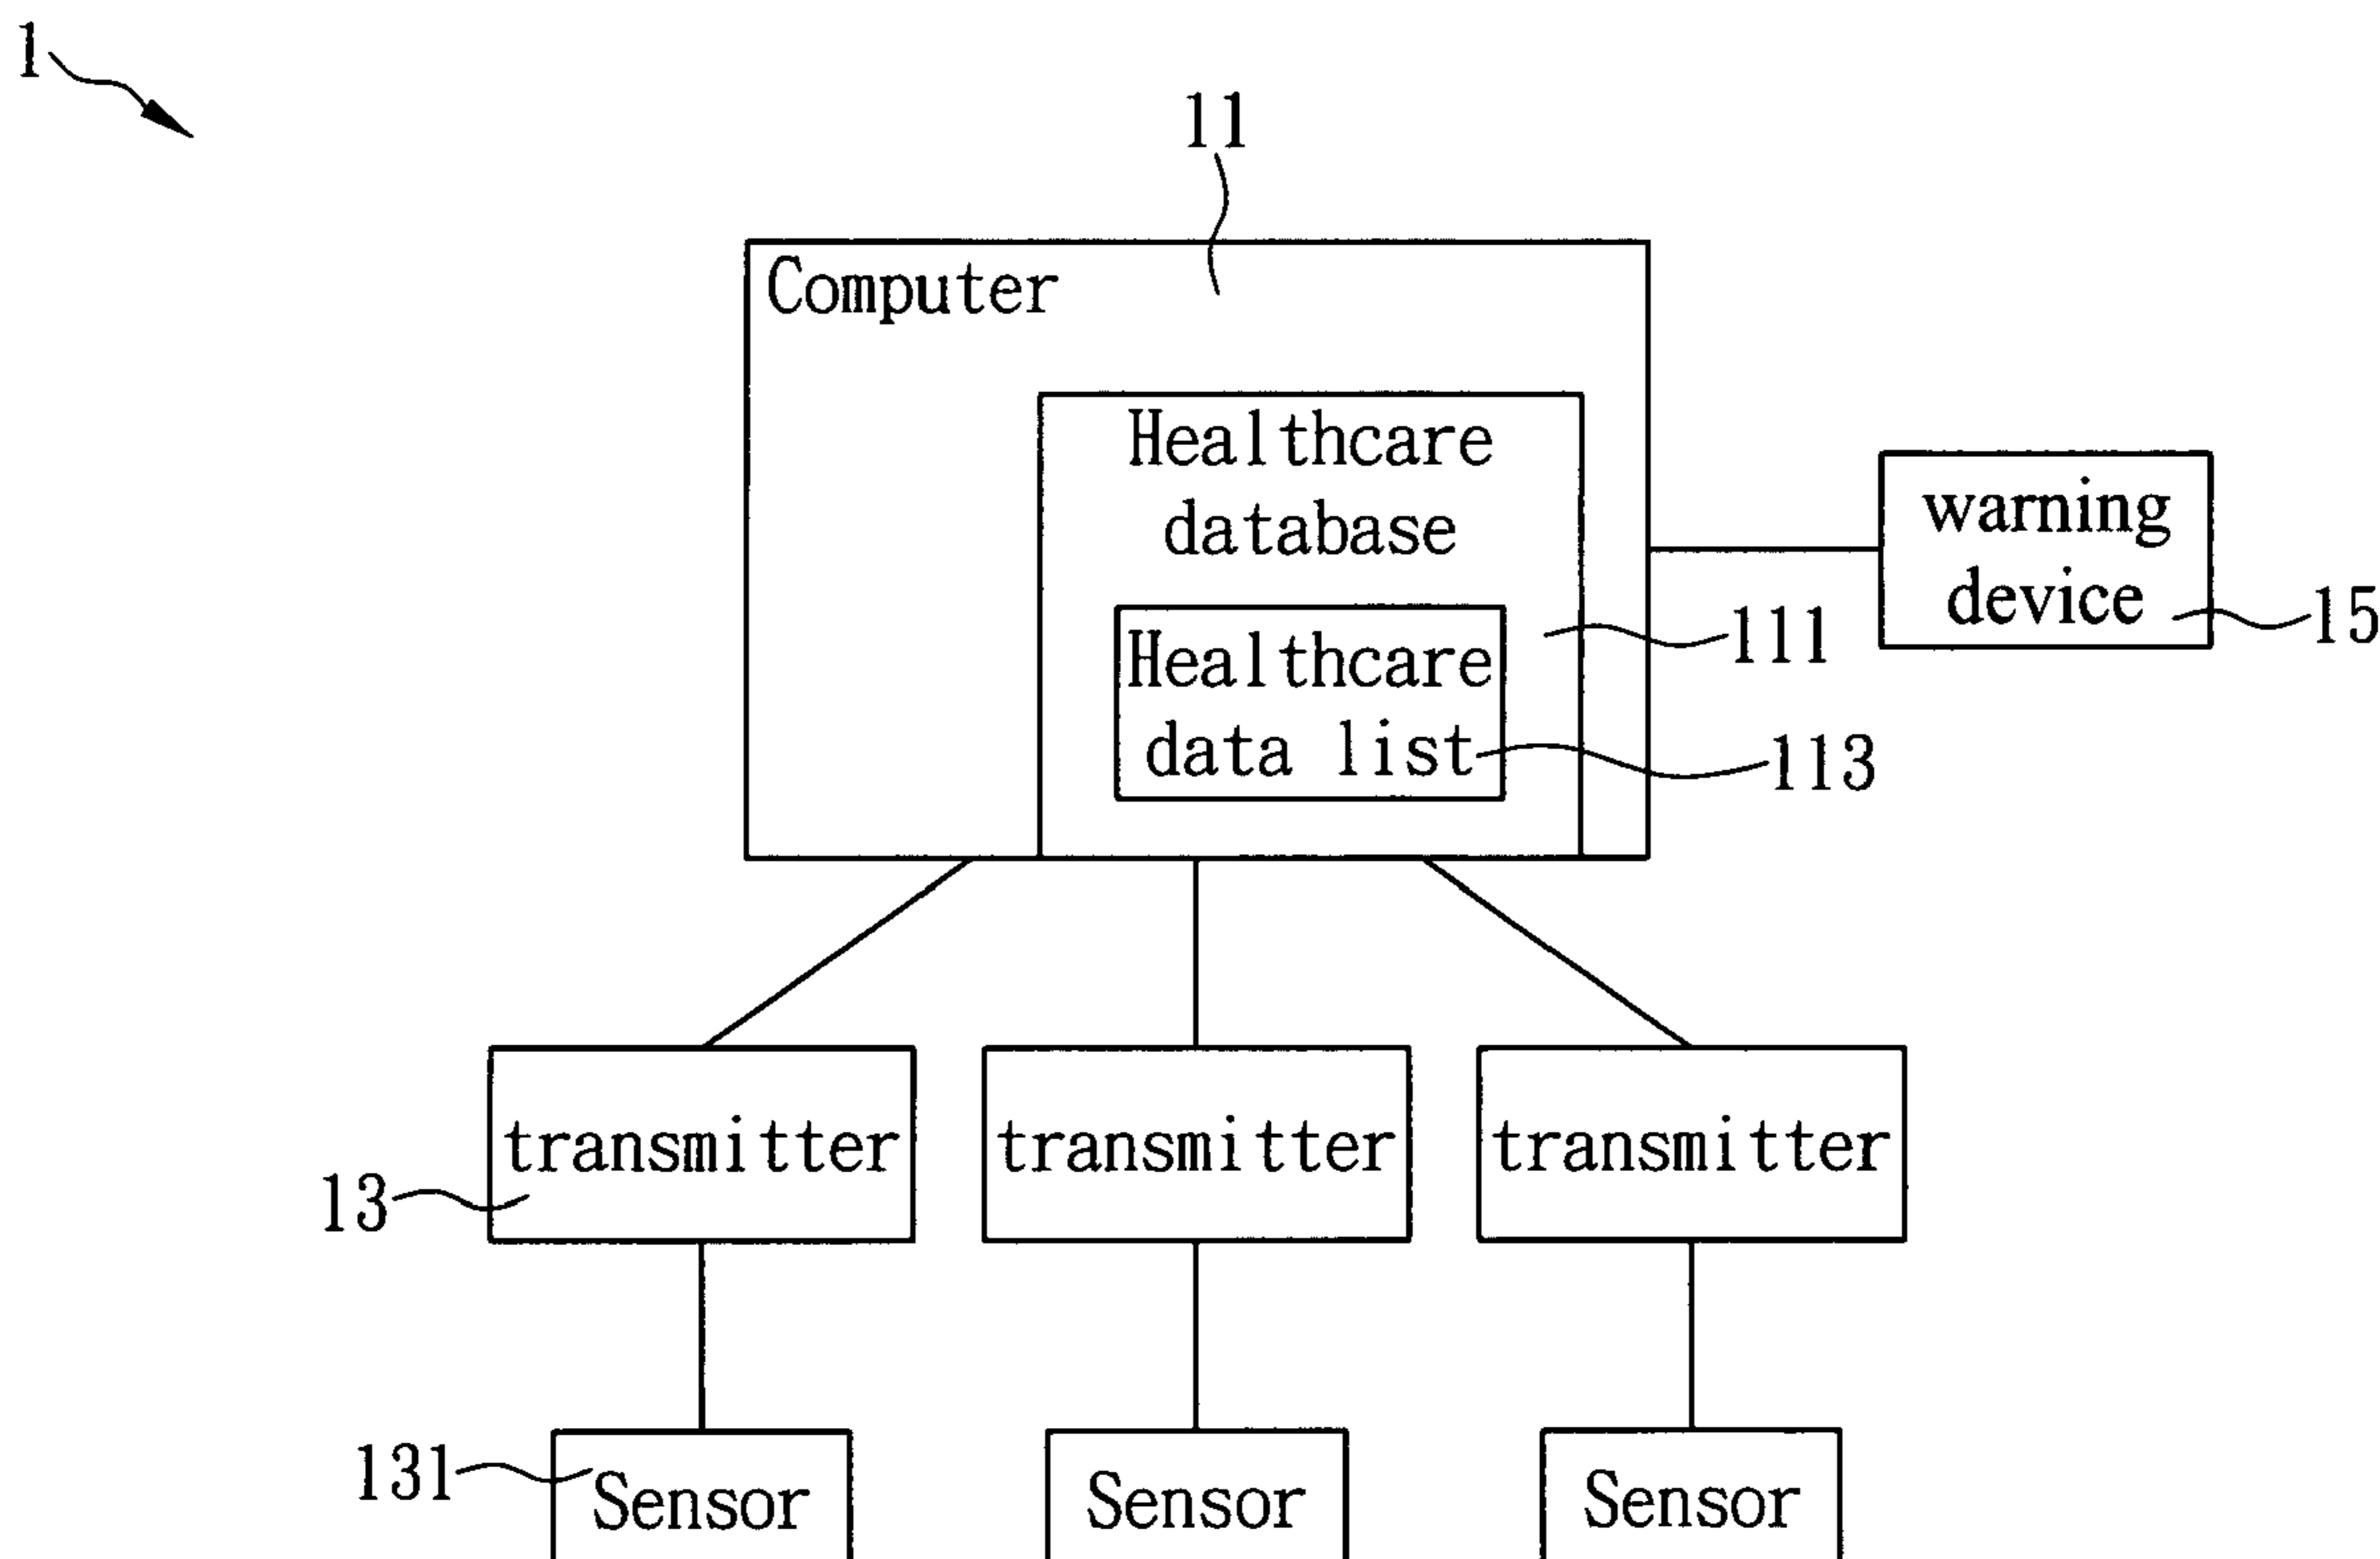 1
11
Computer
Healthcare
database
warning
device
15
111
Healthcare
data list
113
transmitter
transmitter
transmitter
13
131
Sensor
Sensor
Sensor